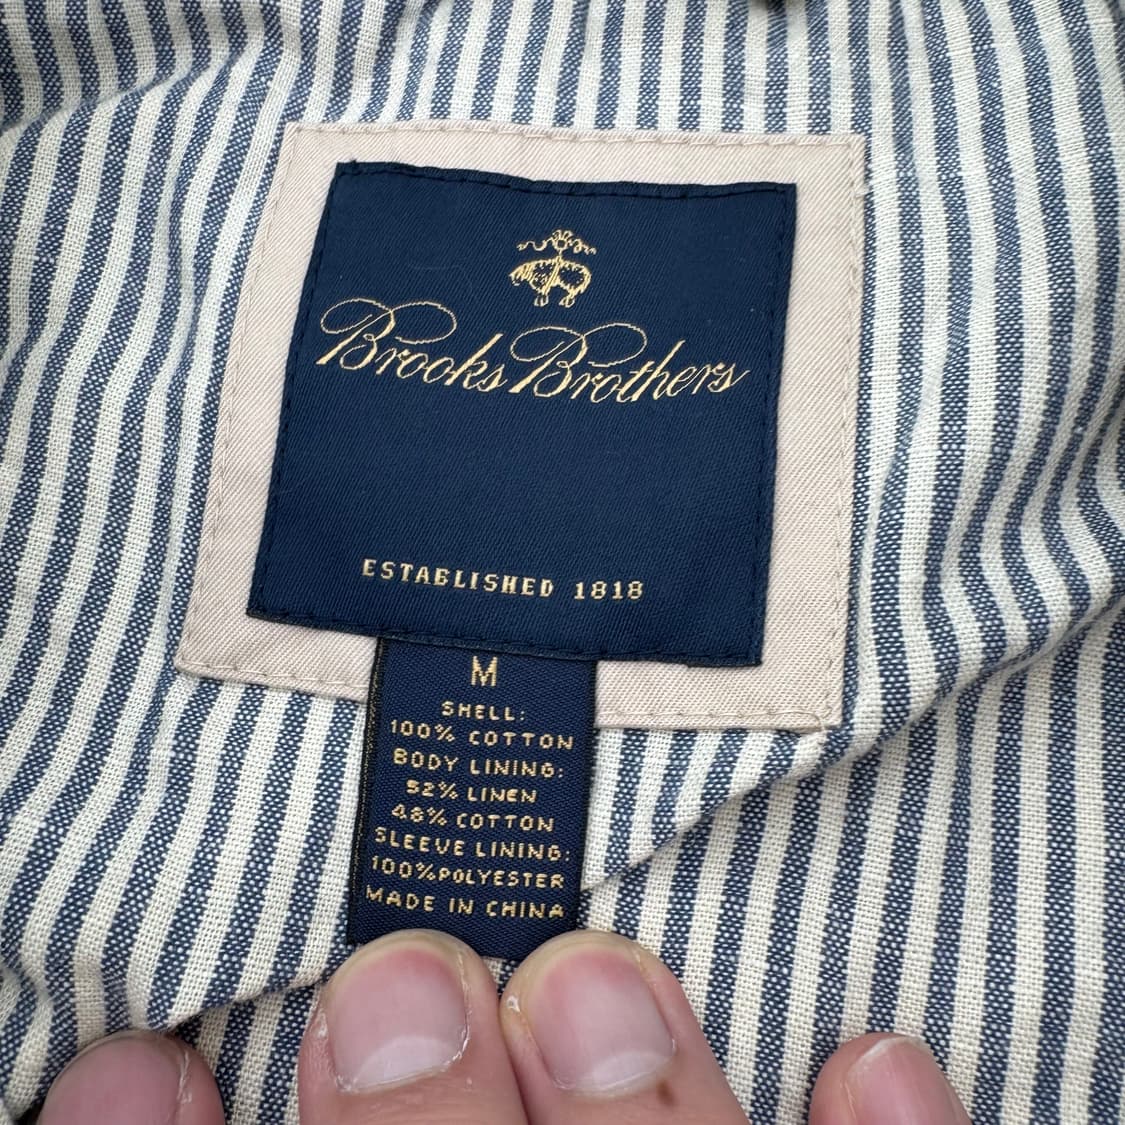 Brooks Brothers
ESTABLISHED 1818
M
SHELL:
100% COTTON
BODY LINING:
52% LINEN
48% COTTON
SLEEVE LINING:
100%POLYESTER
MADE IN CHINA